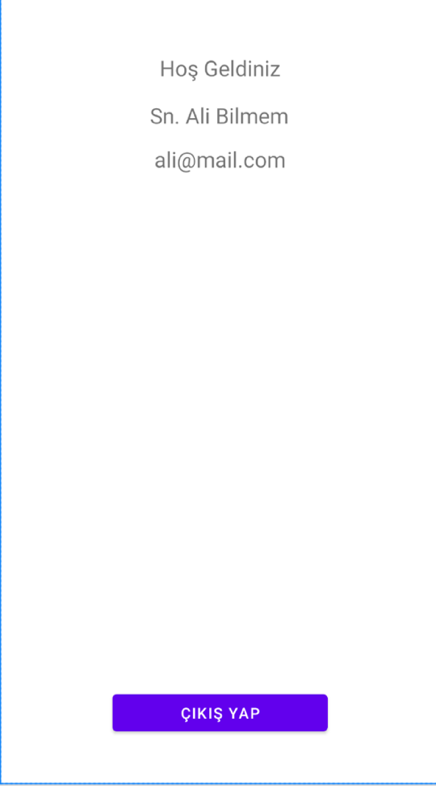 Hoş Geldiniz
Sn. Ali Bilmem
ali@mail.com
ÇIKIŞ YAP